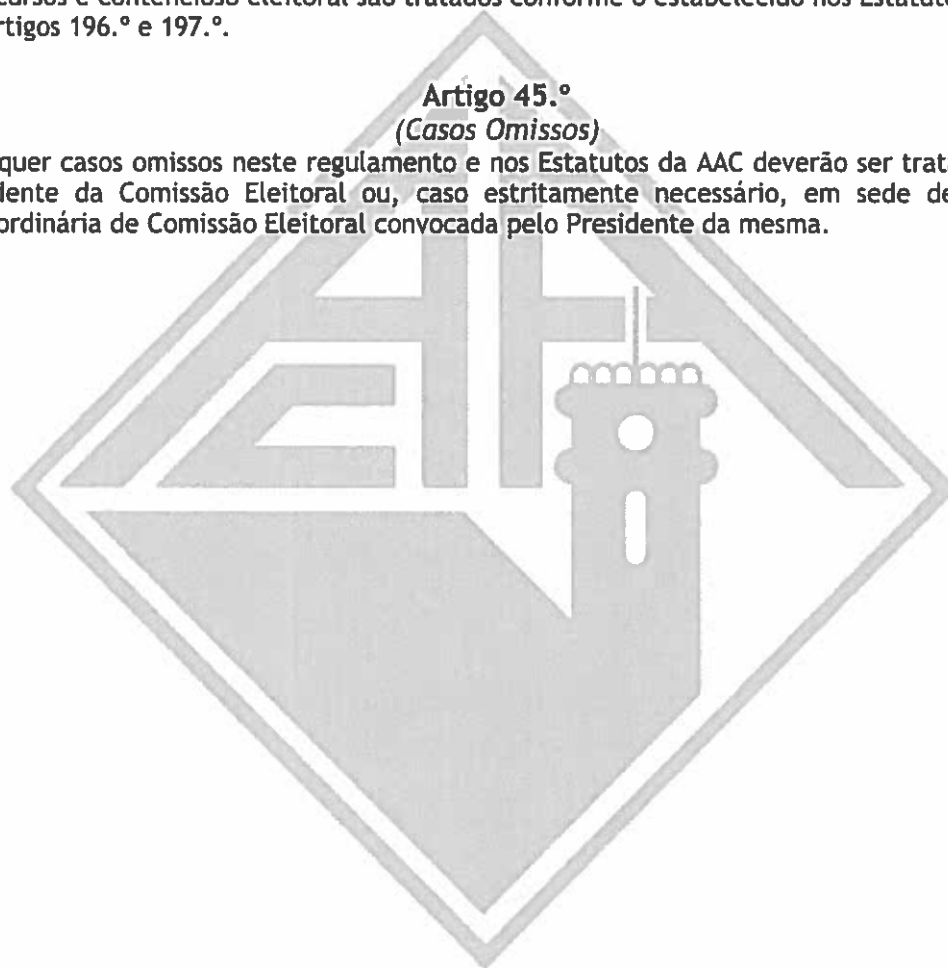 cursos e contencioso eleitoral são tratados conforme o estabelecido nos Estatut
rtigos 196.º e 197.º.
Artigo 45.º
(Casos Omissos)
quer casos omissos neste regulamento e nos Estatutos da AAC deverão ser trat
dente da Comissão Eleitoral ou, caso estritamente necessário, em sede de
ordinária de Comissão Eleitoral convocada pelo Presidente da mesma.